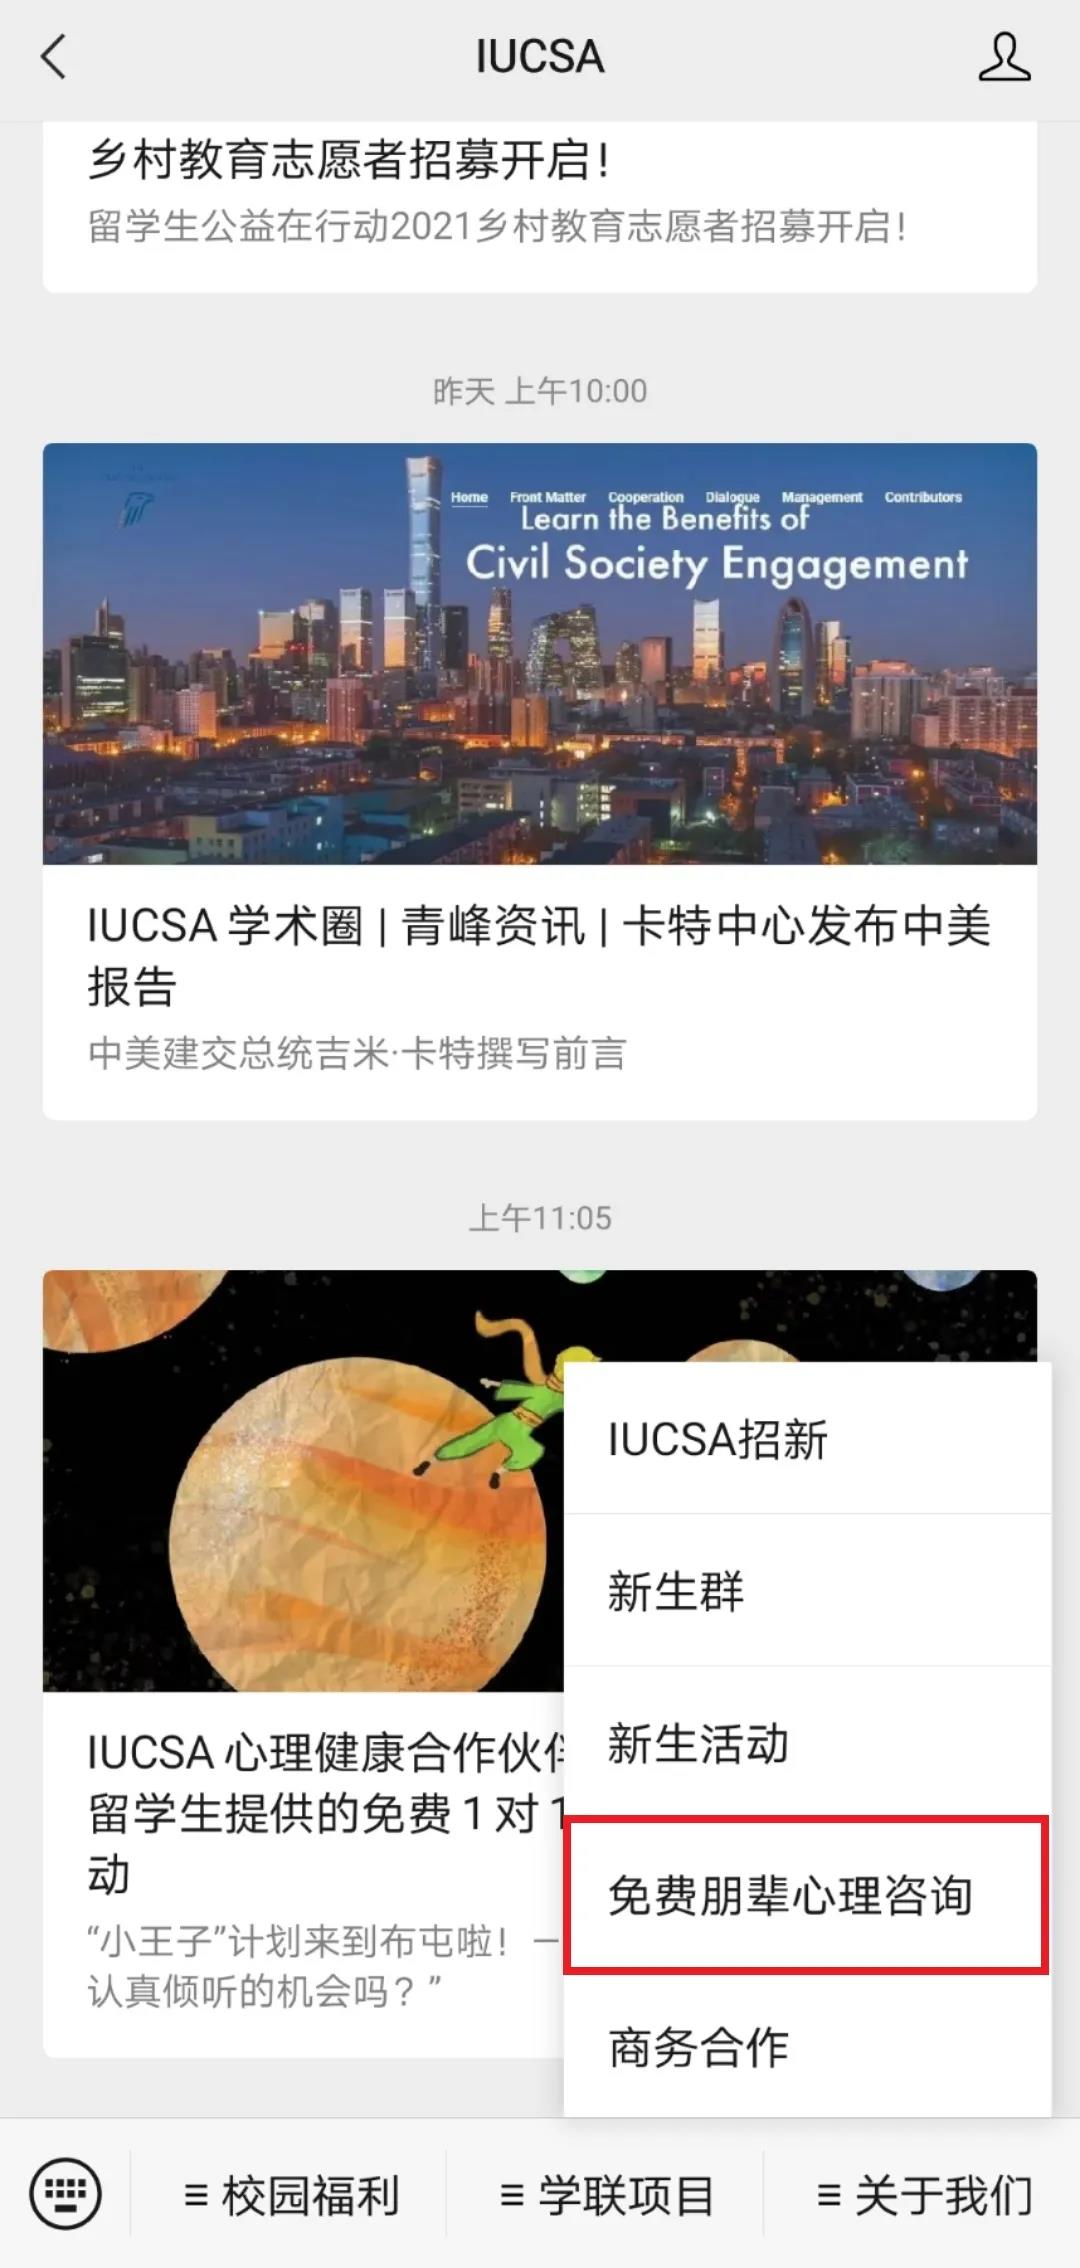 IUCSA
乡村教育志愿者招募开启!
留学生公益在行动2021乡村教育志愿者招募开启!
昨天 上午10:00
Home Front Matter Cooperation Dialogue Management Contributors
Learn the Benefits of
Civil Society Engagement
IUCSA 学术圈 | 青峰资讯 | 卡特中心发布中美
报告
中美建交总统吉米·卡特撰写前言
上午11:05
IUCSA 心理健康合作伙
留学生提供的免费 1 对 1
动
“小王子”计划来到布屯啦! 一
认真倾听的机会吗? ”
IUCSA招新
新生群
新生活动
免费朋辈心理咨询
商务合作
校园福利
学联项目
关于我们